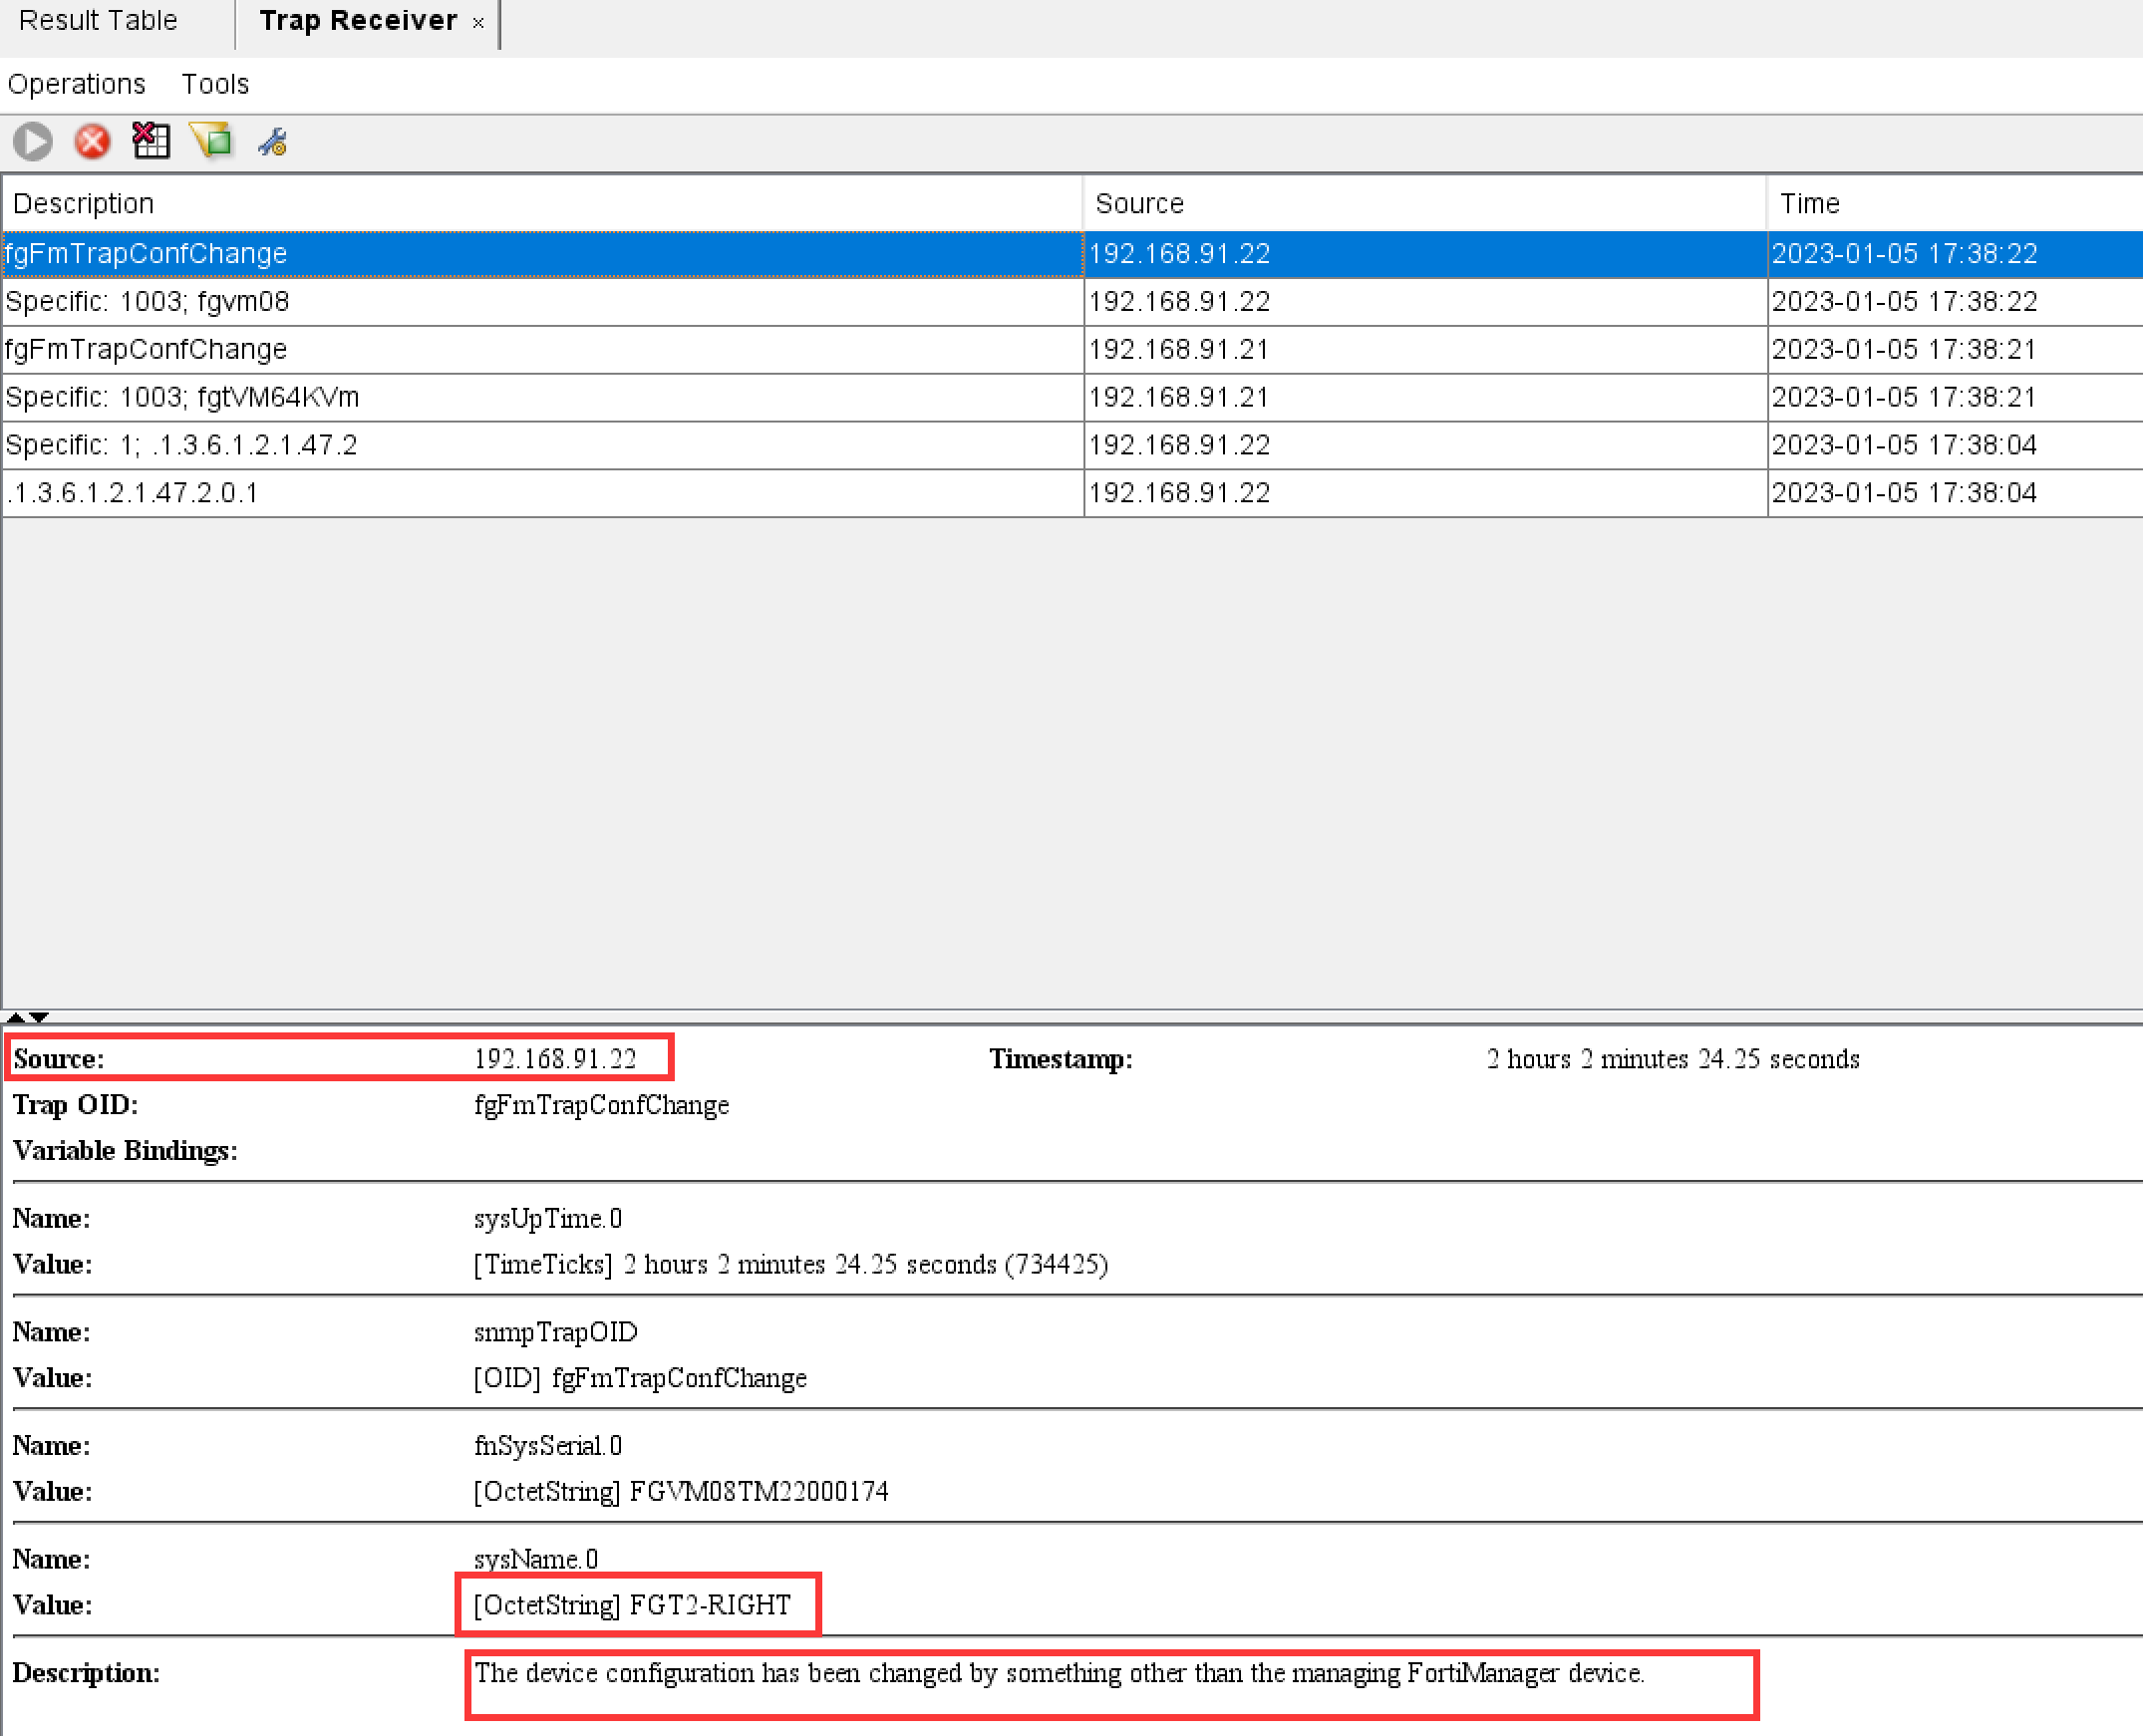 Result Table Trap Receiver ×
Operations Tools
Description Source Time
fgFmTrapConfChange 192.168.91.22 2023-01-05 17:38:22
Specific: 1003; fgvm08 192.168.91.22 2023-01-05 17:38:22
fgFmTrapConfChange 192.168.91.21 2023-01-05 17:38:21
Specific: 1003; fgtVM64KVm 192.168.91.21 2023-01-05 17:38:21
Specific: 1; .1.3.6.1.2.1.47.2 192.168.91.22 2023-01-05 17:38:04
.1.3.6.1.2.1.47.2.0.1 192.168.91.22 2023-01-05 17:38:04
Source: 192.168.91.22 Timestamp: 2 hours 2 minutes 24.25 seconds
Trap OID: fgFmTrapConfChange
Variable Bindings:
Name: sysUpTime.0
Value: [TimeTicks] 2 hours 2 minutes 24.25 seconds (734425)
Name: snmpTrapOID
Value: [OID] fgFmTrapConfChange
Name: fnSysSerial.0
Value: [OctetString] FGVM08TM22000174
Name: sysName.0
Value: [OctetString] FGT2-RIGHT
Description: The device configuration has been changed by something other than the managing FortiManager device.